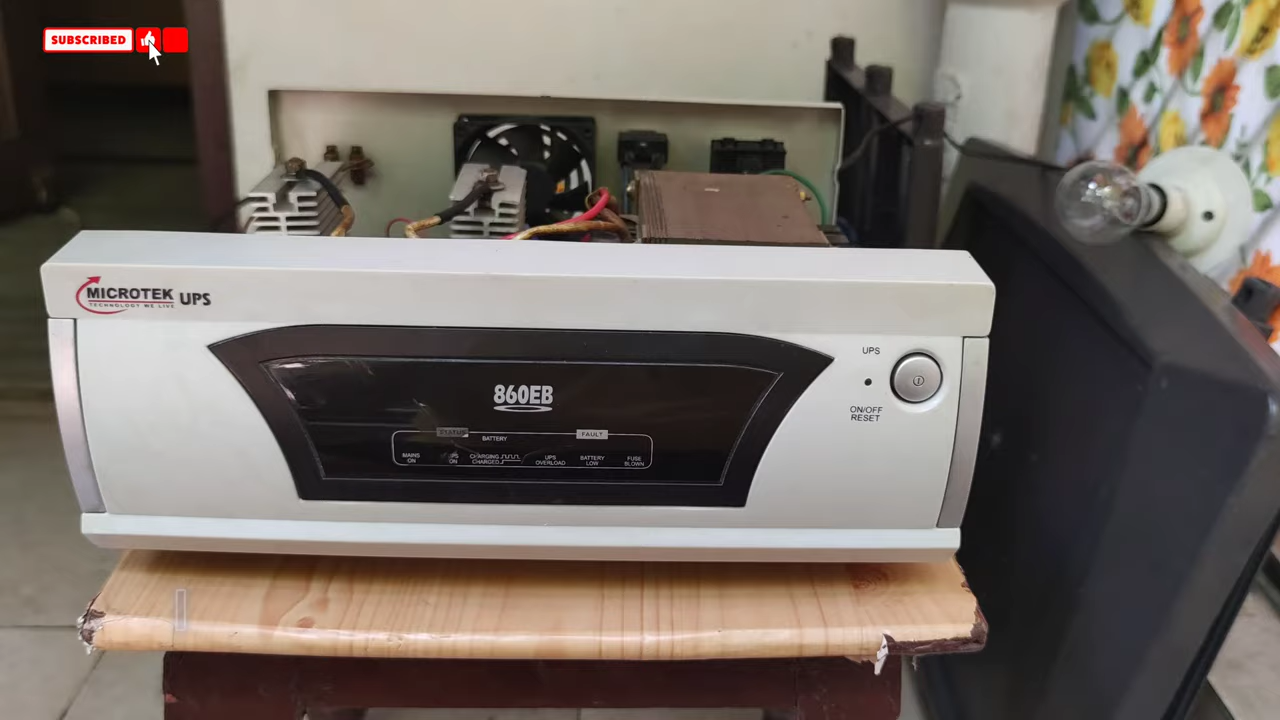 SUBSCRIBED
MICROTEK UPS
TECHNOLOGY WE LIVE
860EB
STATUS
FAULT
BATTERY
MAINS
ON
UPS
ON
CHARGING
CHARGED
UPS
OVERLOAD
BATTERY
LOW
FUSE
BLOWN
UPS
ON/OFF
RESET